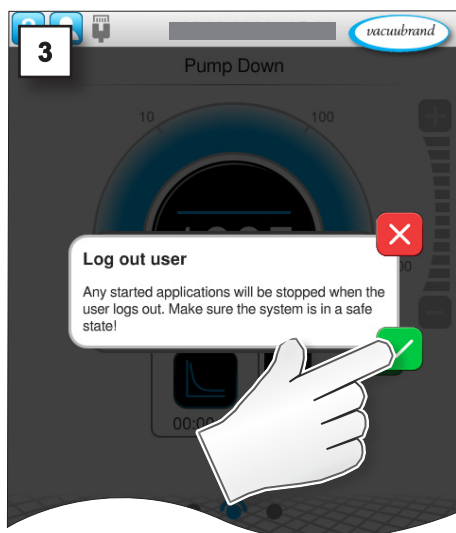 3
vacuubrand
Pump Down
10
100
Log out user
Any started applications will be stopped when the
user logs out. Make sure the system is in a safe
state!